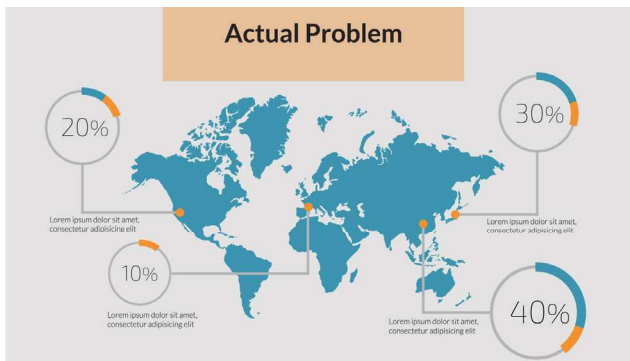 Actual Problem
20%
Lorem ipsum dolor sit amet,
consectetur adipisicing elit
30%
Lorem ipsum dolor sit amet,
consectetur adipisicing elit
10%
Lorem ipsum dolor sit amet,
consectetur adipisicing elit
40%
Lorem ipsum dolor sit amet,
consectetur adipisicing elit